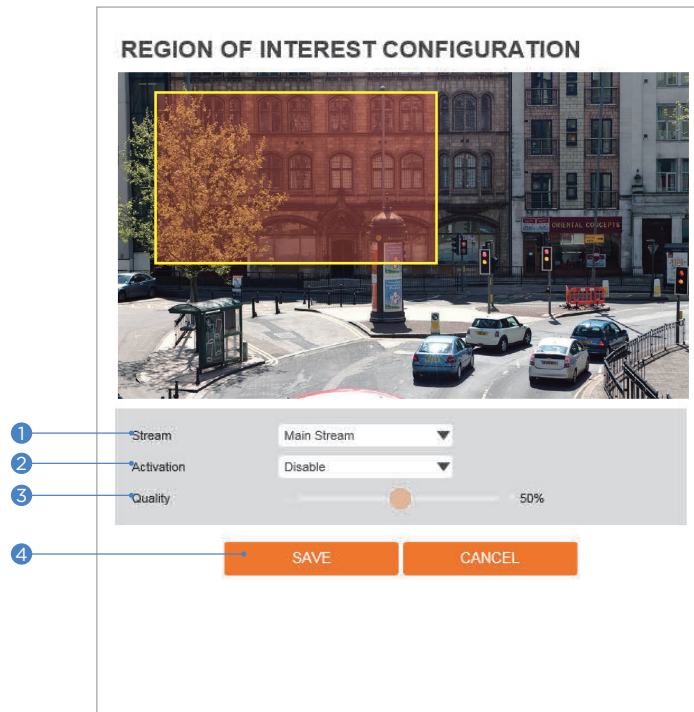 REGION OF INTEREST CONFIGURATION
ORIENTAL CONCEPTS
1 Stream Main Stream
2 Activation Disable
3 Quality 50%
4 SAVE CANCEL